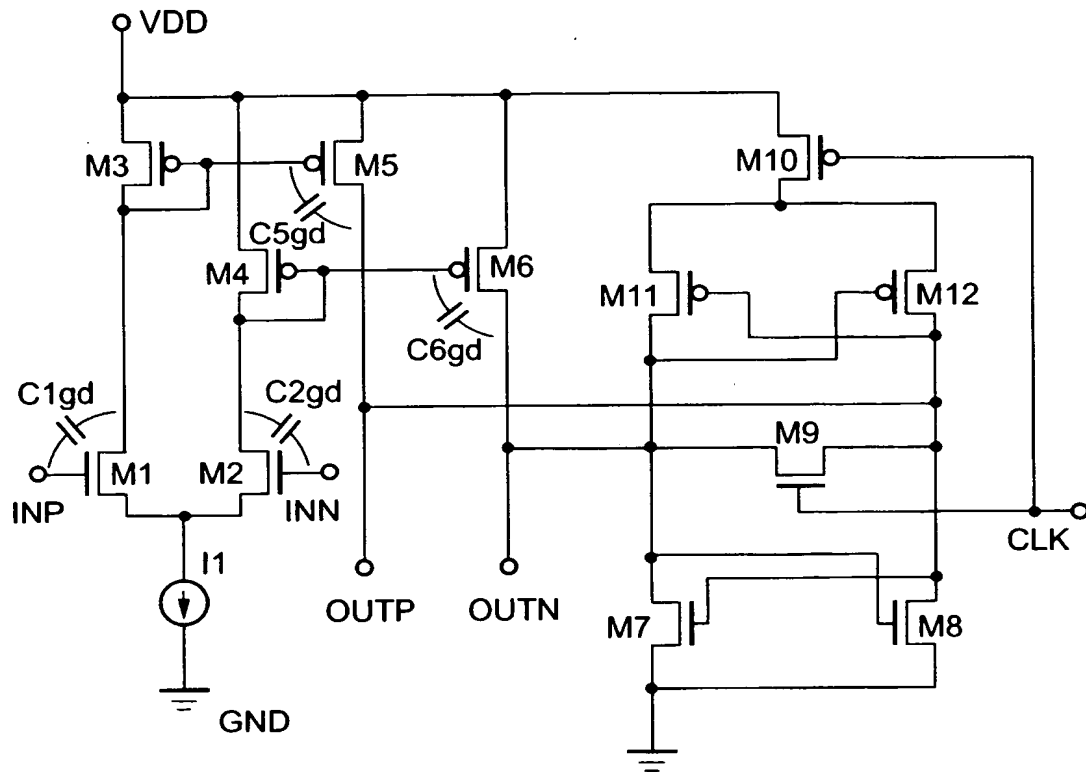 VDD
M3
M5
M10
C5gd
M4
M6
M11
M12
C6gd
C1gd
C2gd
M9
M1
M2
INP
INN
CLK
I1
OUTP
OUTN
M7
M8
GND